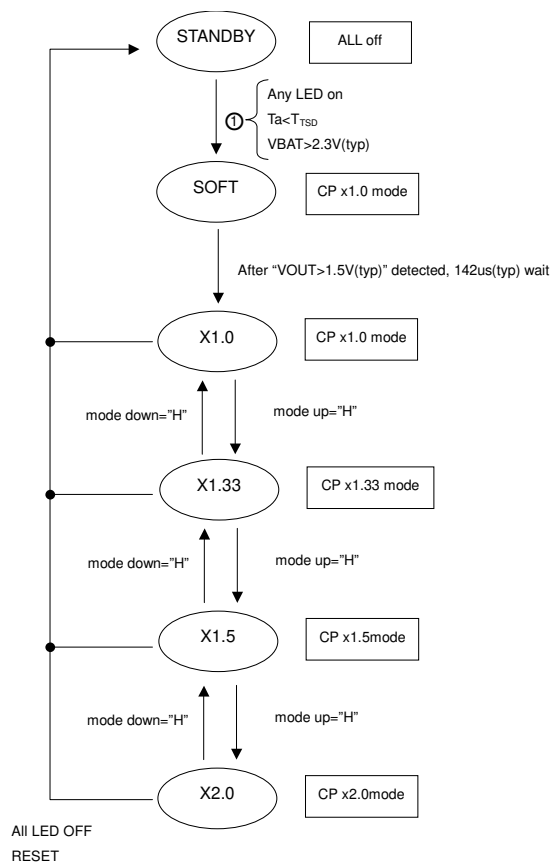 STANDBY
ALL off
① Any LED on
Ta<TTSD
VBAT>2.3V(typ)
SOFT
CP x1.0 mode
After “VOUT>1.5V(typ)” detected, 142us(typ) wait
X1.0
CP x1.0 mode
mode down=”H”
mode up=”H”
X1.33
CP x1.33 mode
mode down=”H”
mode up=”H”
X1.5
CP x1.5mode
mode down=”H”
mode up=”H”
X2.0
CP x2.0mode
All LED OFF
RESET